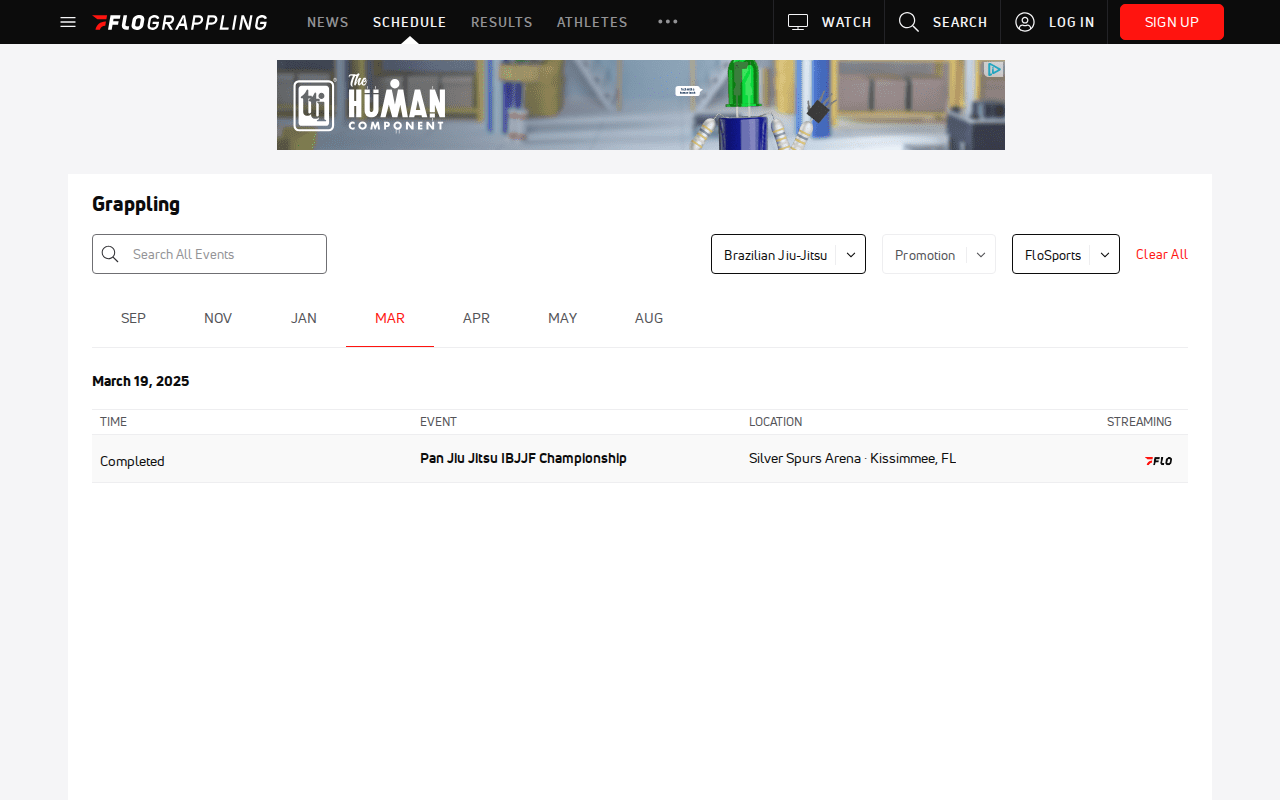 FLOGRAPPLING NEWS SCHEDULE RESULTS ATHLETES WATCH SEARCH LOG IN SIGN UP
ttj The HUMAN COMPONENT
Grappling
Search All Events Brazilian Jiu-Jitsu Promotion FloSports Clear All
SEP NOV JAN MAR APR MAY AUG
March 19, 2025
TIME EVENT LOCATION STREAMING
Completed Pan Jiu Jitsu IBJJF Championship Silver Spurs Arena · Kissimmee, FL FLO